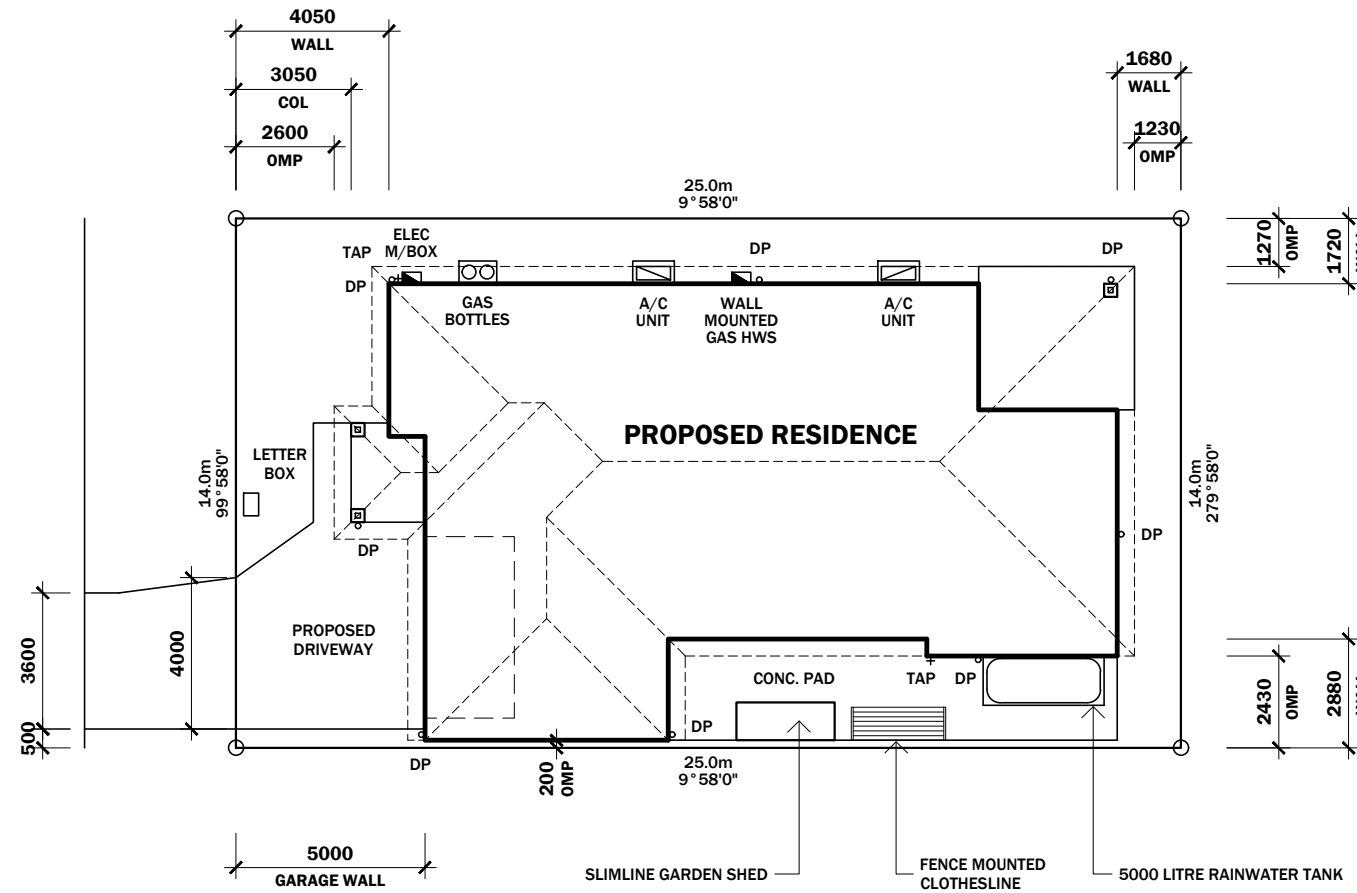 4050
WALL
3050
COL
2600
OMP
1680
WALL
1230
OMP
25.0m
9°58'0"
1270
OMP
1720
ELEC
M/BOX
TAP
DP
DP
DP
GAS
BOTTLES
A/C
UNIT
WALL
MOUNTED
GAS HWS
A/C
UNIT
PROPOSED RESIDENCE
LETTER
BOX
14.0m
99°58'0"
14.0m
279°58'0"
DP
DP
3600
4000
500
PROPOSED
DRIVEWAY
CONC. PAD
TAP
DP
DP
DP
2430
OMP
2880
200
OMP
25.0m
9°58'0"
5000
GARAGE WALL
SLIMLINE GARDEN SHED
FENCE MOUNTED
CLOTHESLINE
5000 LITRE RAINWATER TANK